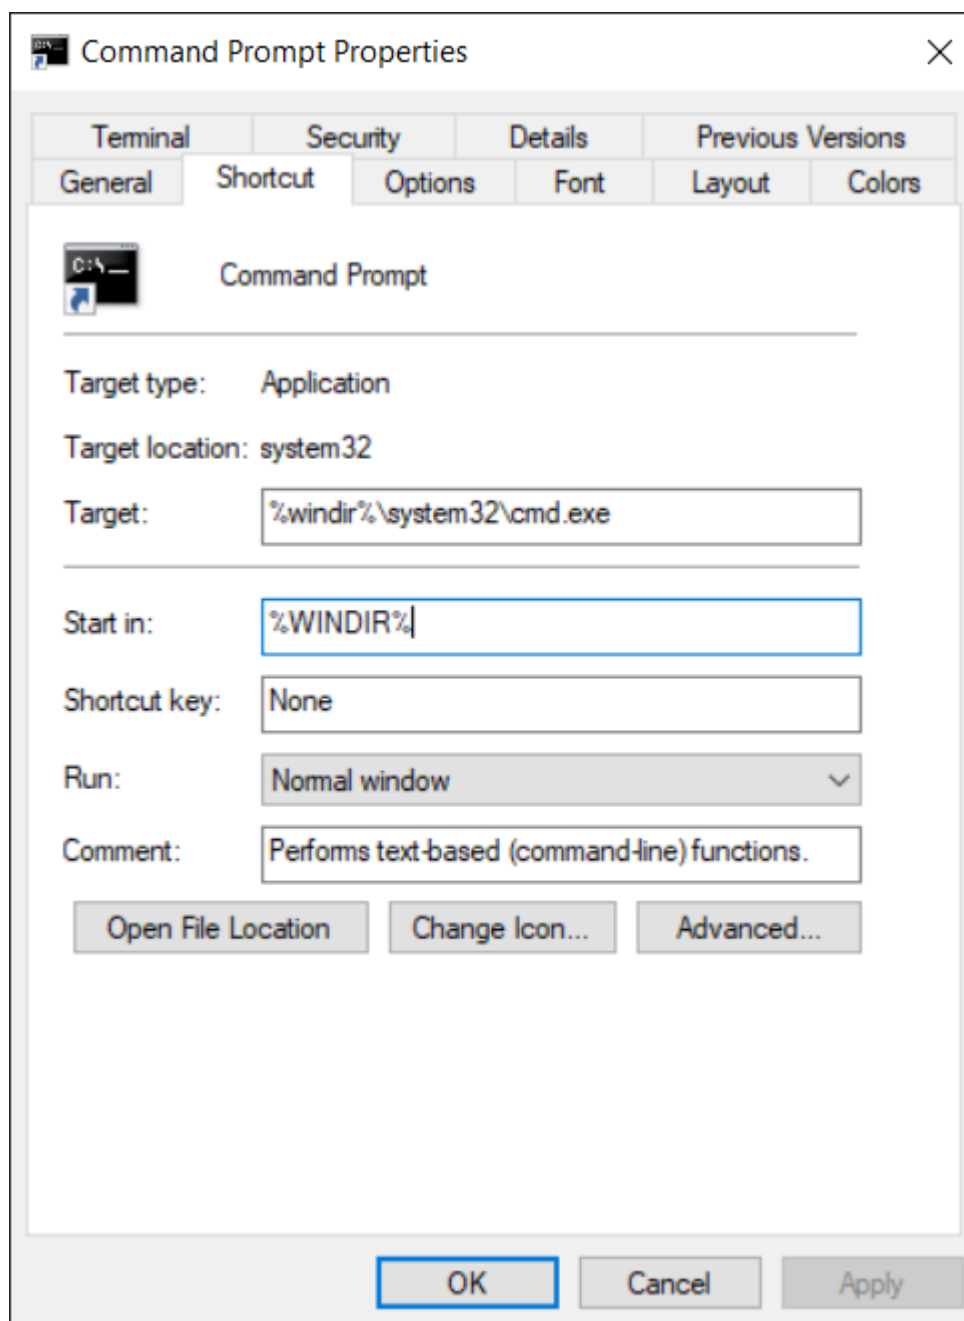 Command Prompt Properties
Terminal Security Details Previous Versions
General Shortcut Options Font Layout Colors
C:\
Command Prompt
Target type: Application
Target location: system32
Target: %windir%\system32\cmd.exe
Start in: %WINDIR%
Shortcut key: None
Run: Normal window
Comment: Performs text-based (command-line) functions.
Open File Location Change Icon... Advanced...
OK Cancel Apply